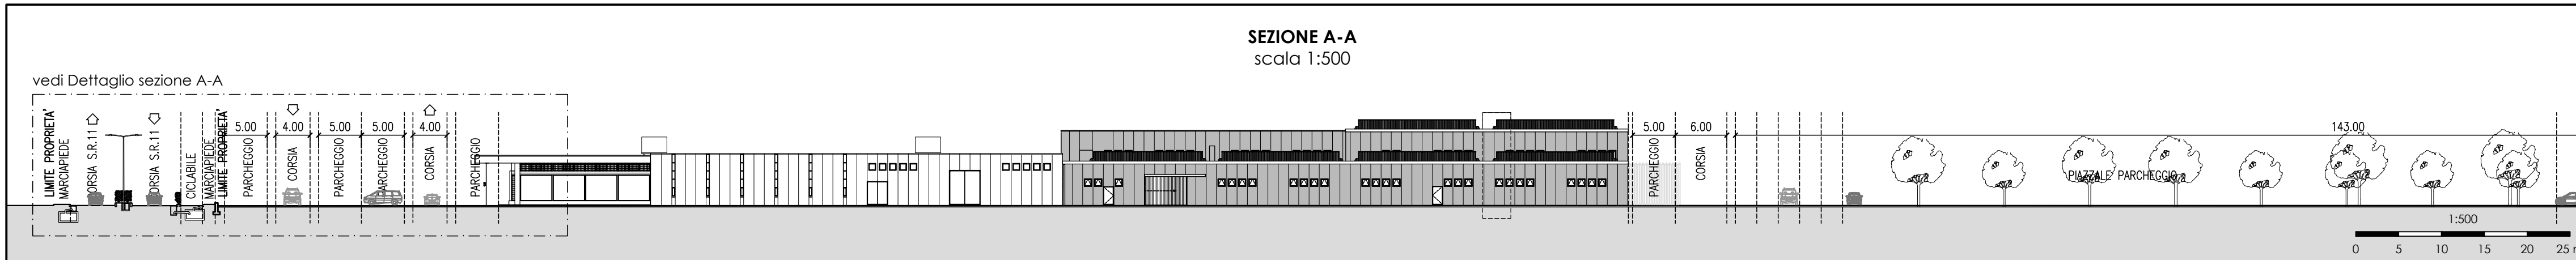 SEZIONE A-A
scala 1:500
vedi Dettaglio sezione A-A
LIMITE PROPRIETA'
MARCIAPIEDE
CORSIA S.R.11
CORSIA S.R.11
CICLABILE
MARCIAPIEDE
LIMITE PROPRIETA'
5.00
PARCHEGGIO
4.00
CORSIA
5.00
PARCHEGGIO
5.00
PARCHEGGIO
4.00
CORSIA
PARCHEGGIO
5.00
PARCHEGGIO
6.00
CORSIA
143.00
PIAZZALE PARCHEGGIO
1:500
0 5 10 15 20 25